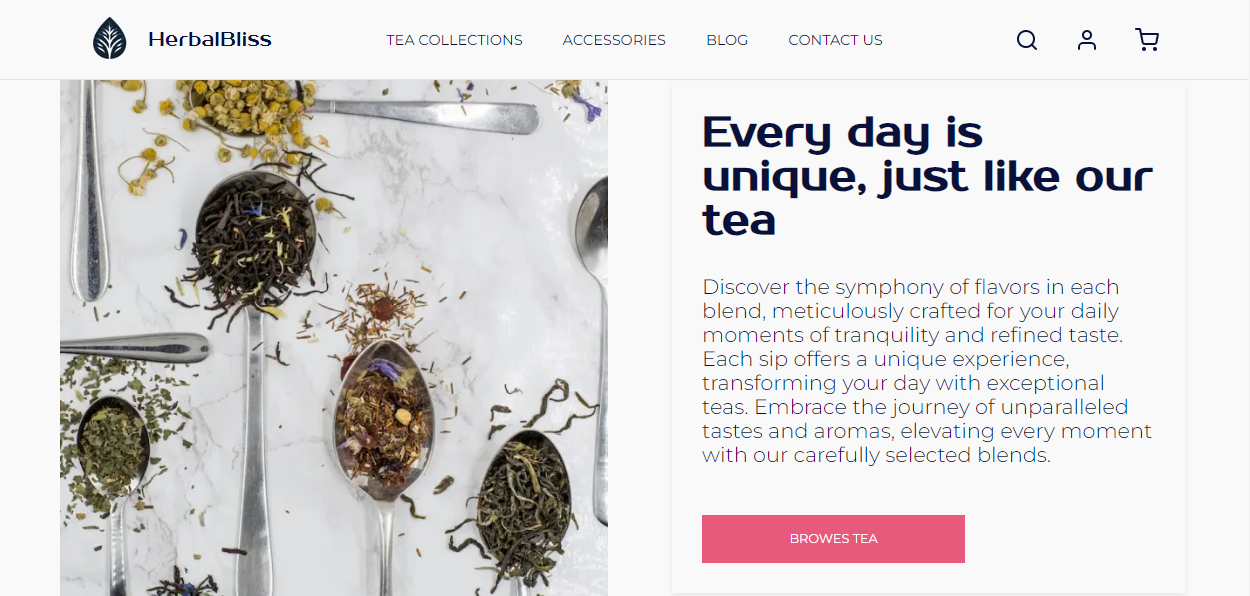 HerbalBliss
TEA COLLECTIONS
ACCESSORIES
BLOG
CONTACT US
Every day is
unique, just like our
tea
Discover the symphony of flavors in each
blend, meticulously crafted for your daily
moments of tranquility and refined taste.
Each sip offers a unique experience,
transforming your day with exceptional
teas. Embrace the journey of unparalleled
tastes and aromas, elevating every moment
with our carefully selected blends.
BROWES TEA